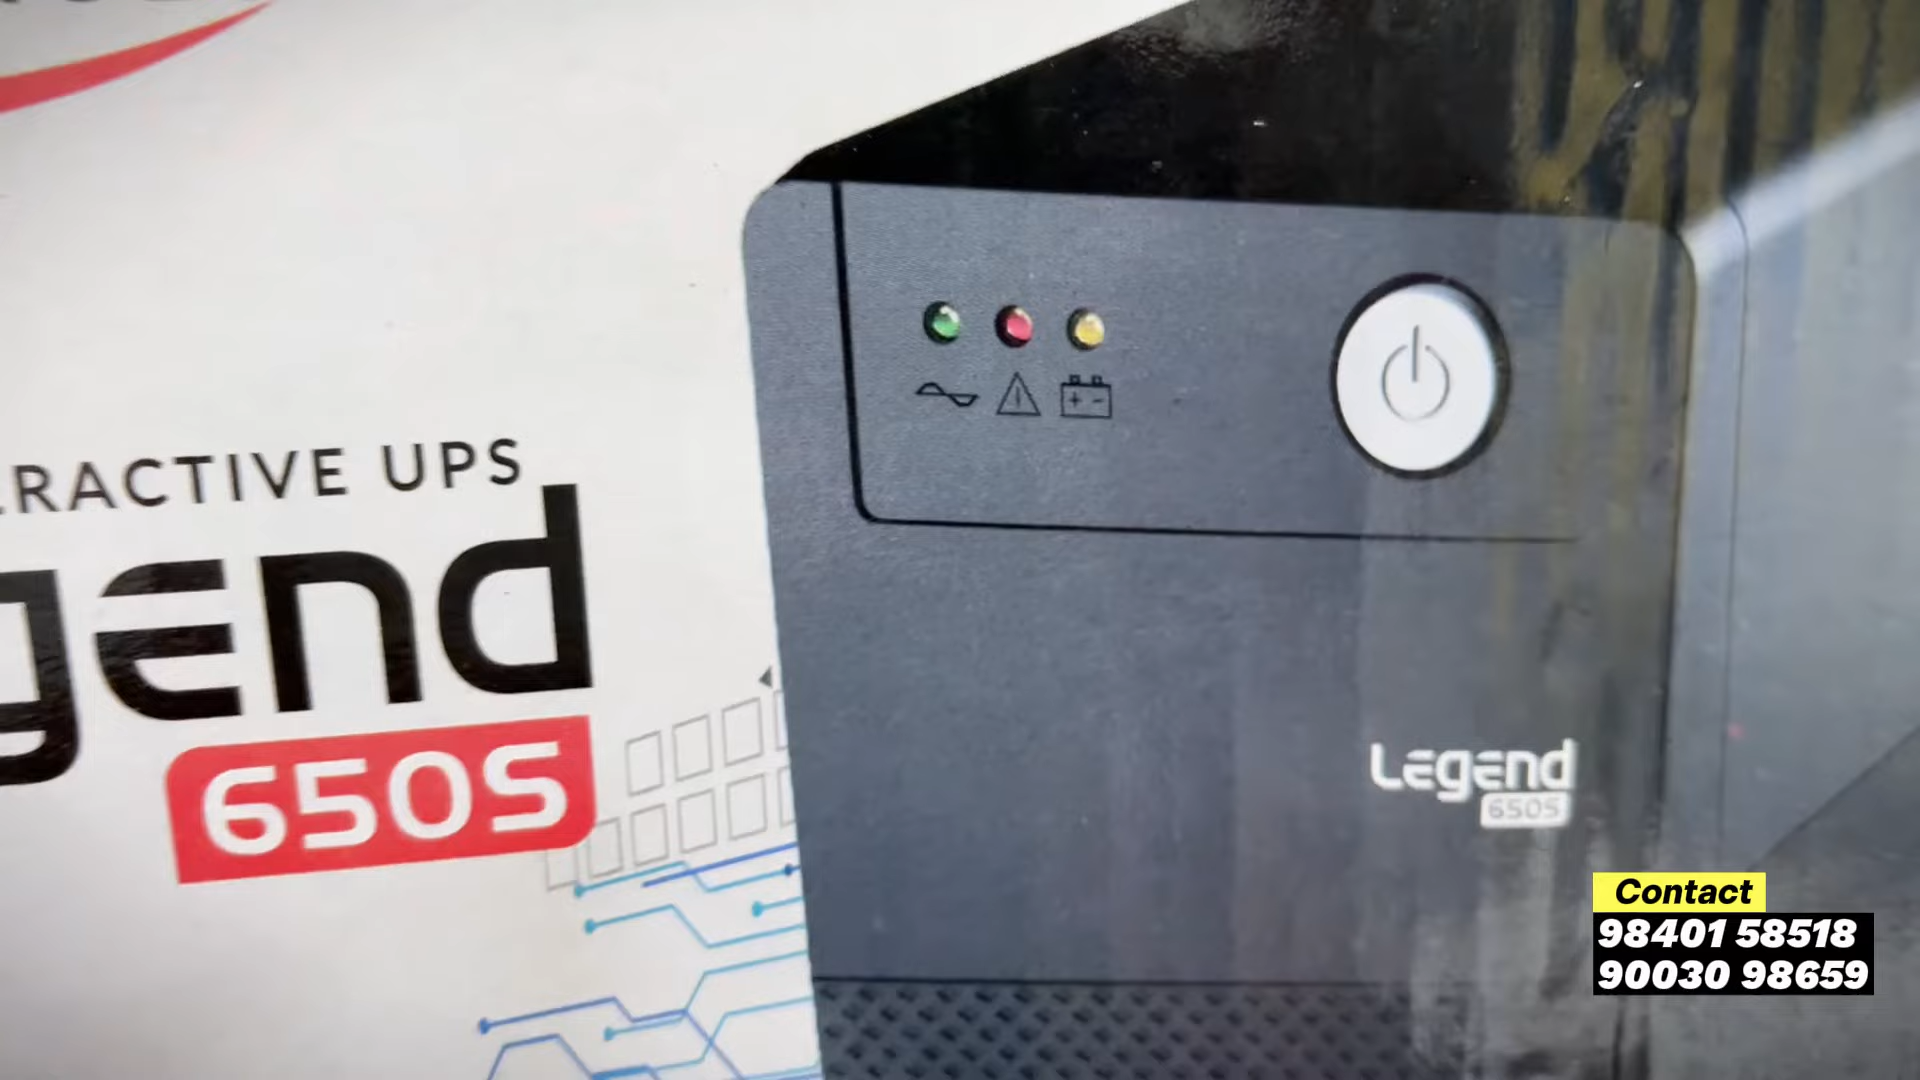 RACTIVE UPS
gend
650S
Legend
650S
Contact
98401 58518
90030 98659